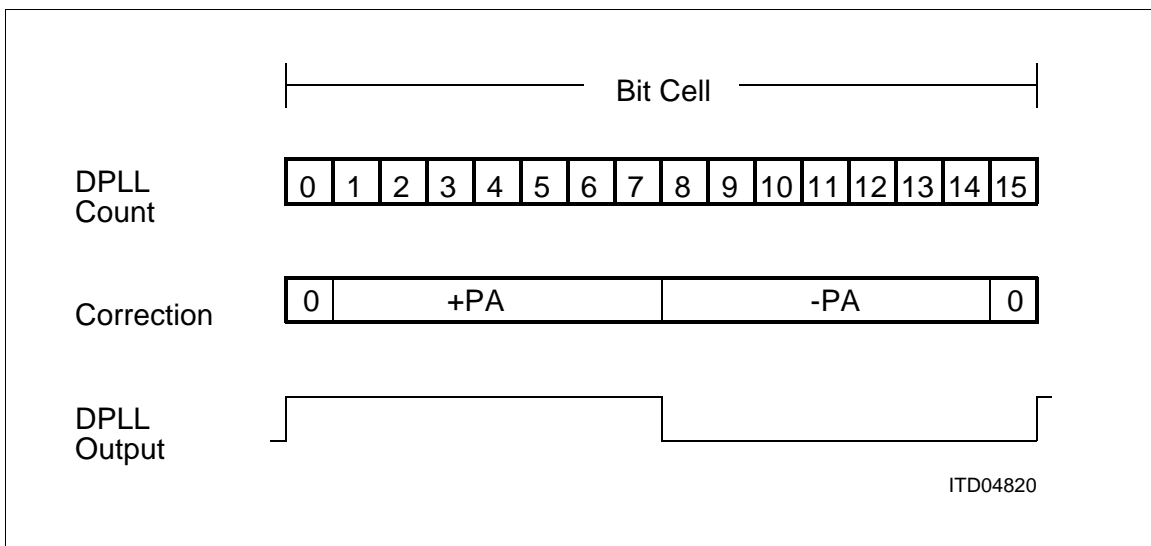 Bit Cell
DPLL
Count
0 1 2 3 4 5 6 7 8 9 10 11 12 13 14 15
Correction
0 +PA -PA 0
DPLL
Output
ITD04820